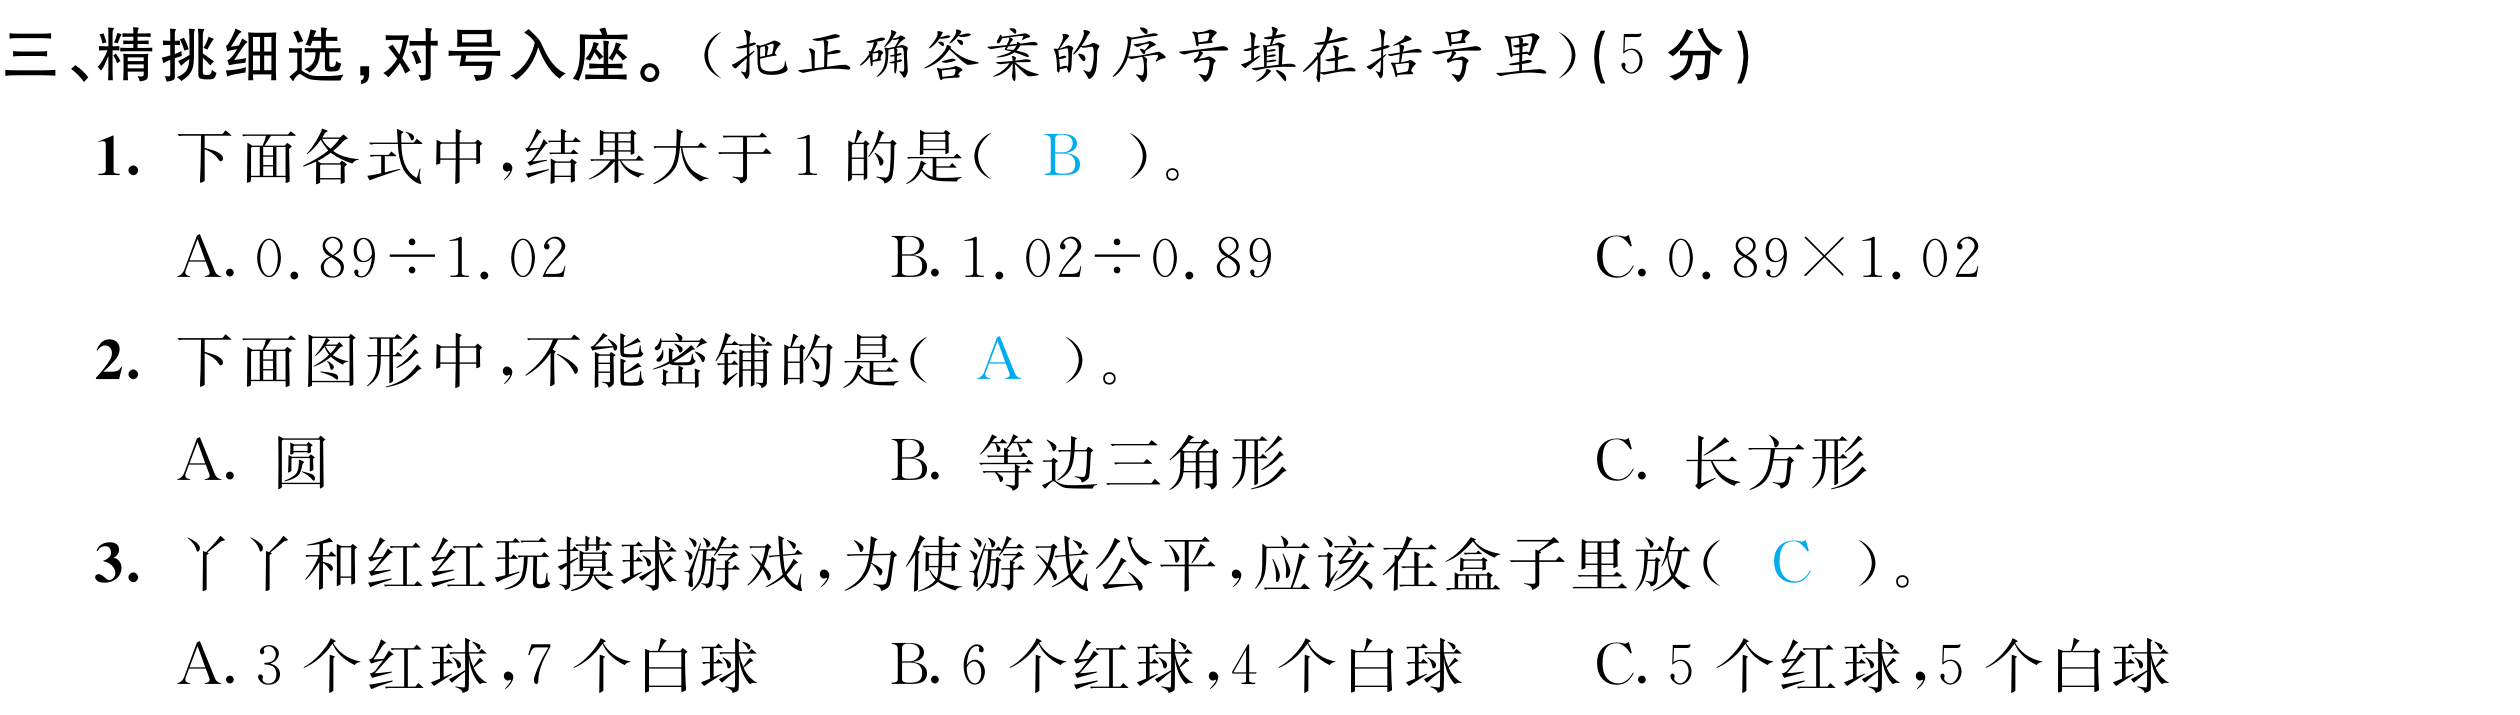 三、精挑细选,对号入座。(把正确答案的序号填在括号里)(5 分)
1. 下面各式中,结果大于 1 的是(  B  )。
A. 0.89÷1.02 B. 1.02÷0.89 C. 0.89×1.02
2. 下面图形中,不能密铺的是(  A  )。
A. 圆 B. 等边三角形 C. 长方形
3. 丫丫和红红玩摸球游戏,为使游戏公正,应该给盒子里放(  C  )。
A. 3 个红球,7 个白球 B. 6 个红球,4 个白球 C. 5 个红球,5 个白球